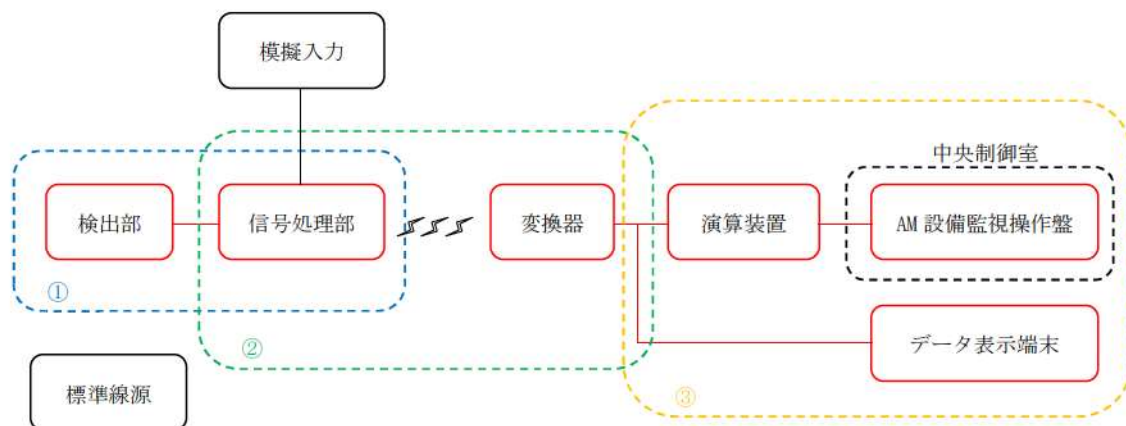 模擬入力
中央制御室
検出部
信号処理部
変換器
演算装置
AM 設備監視操作盤
①
②
データ表示端末
標準線源
③